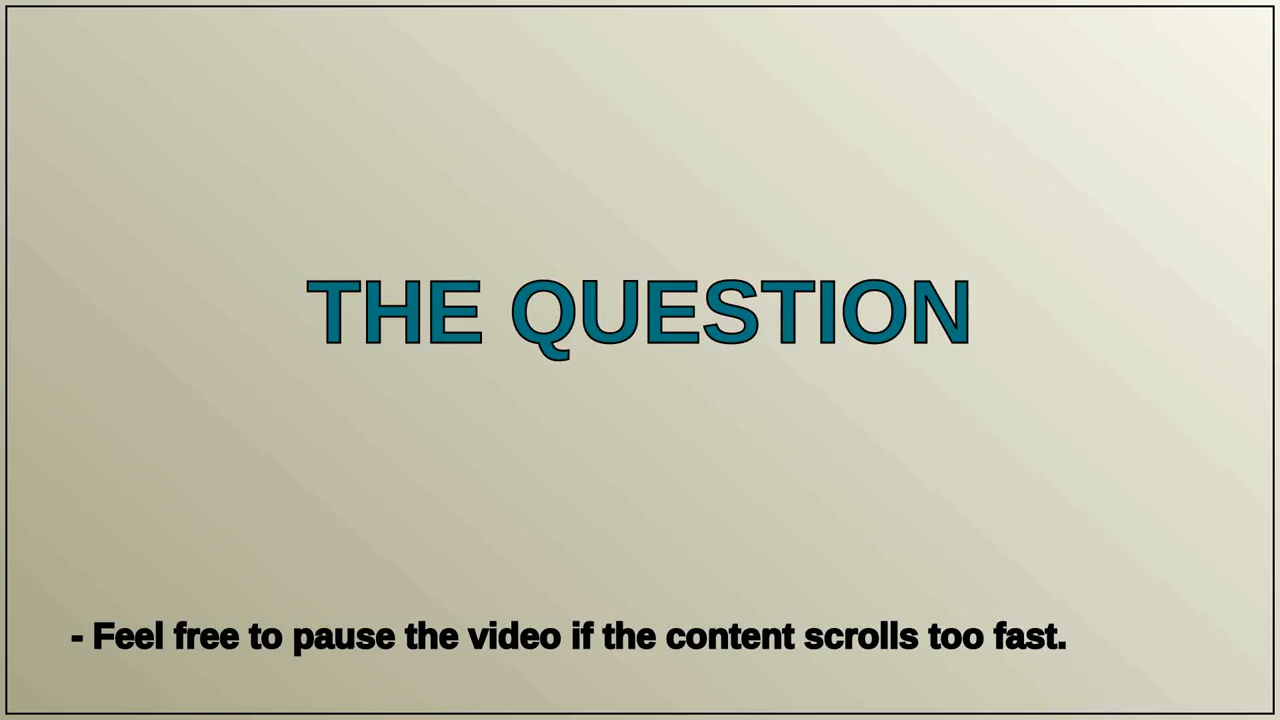 THE QUESTION
- Feel free to pause the video if the content scrolls too fast.